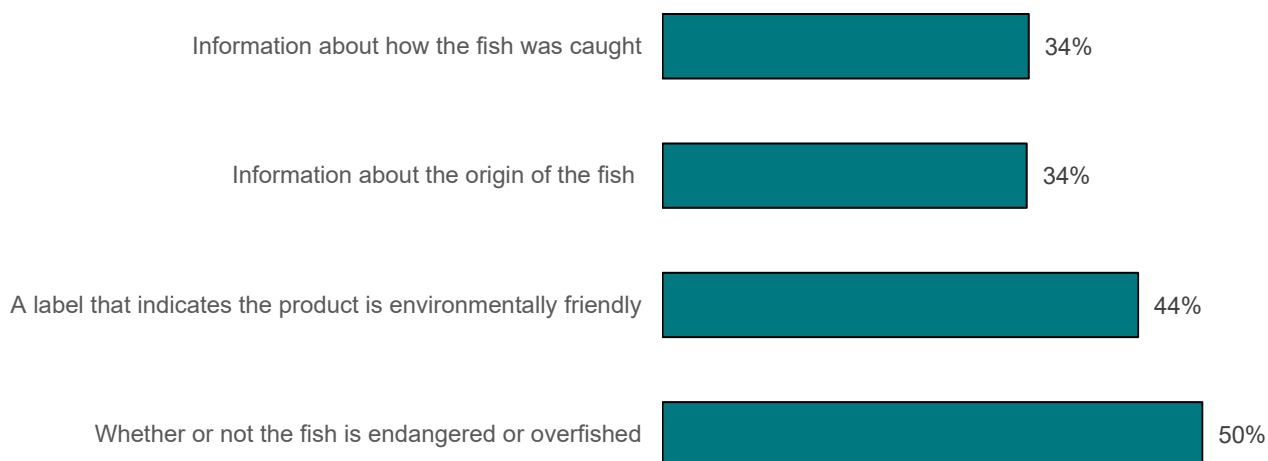 Information about how the fish was caught 34%
Information about the origin of the fish 34%
A label that indicates the product is environmentally friendly 44%
Whether or not the fish is endangered or overfished 50%